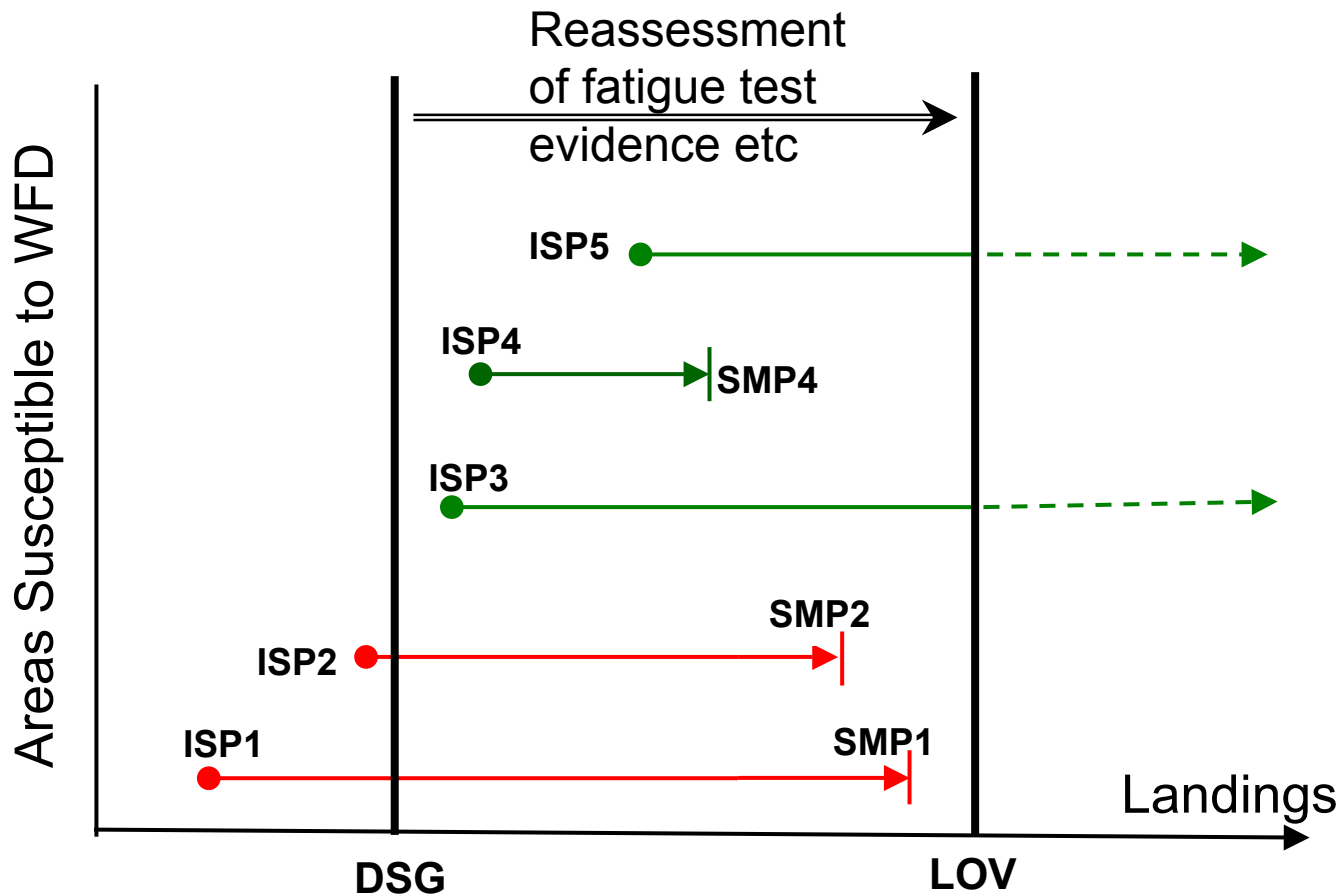 Reassessment
of fatigue test
evidence etc
Areas Susceptible to WFD
ISP5
ISP4
SMP4
ISP3
SMP2
ISP2
ISP1
SMP1
Landings
DSG
LOV